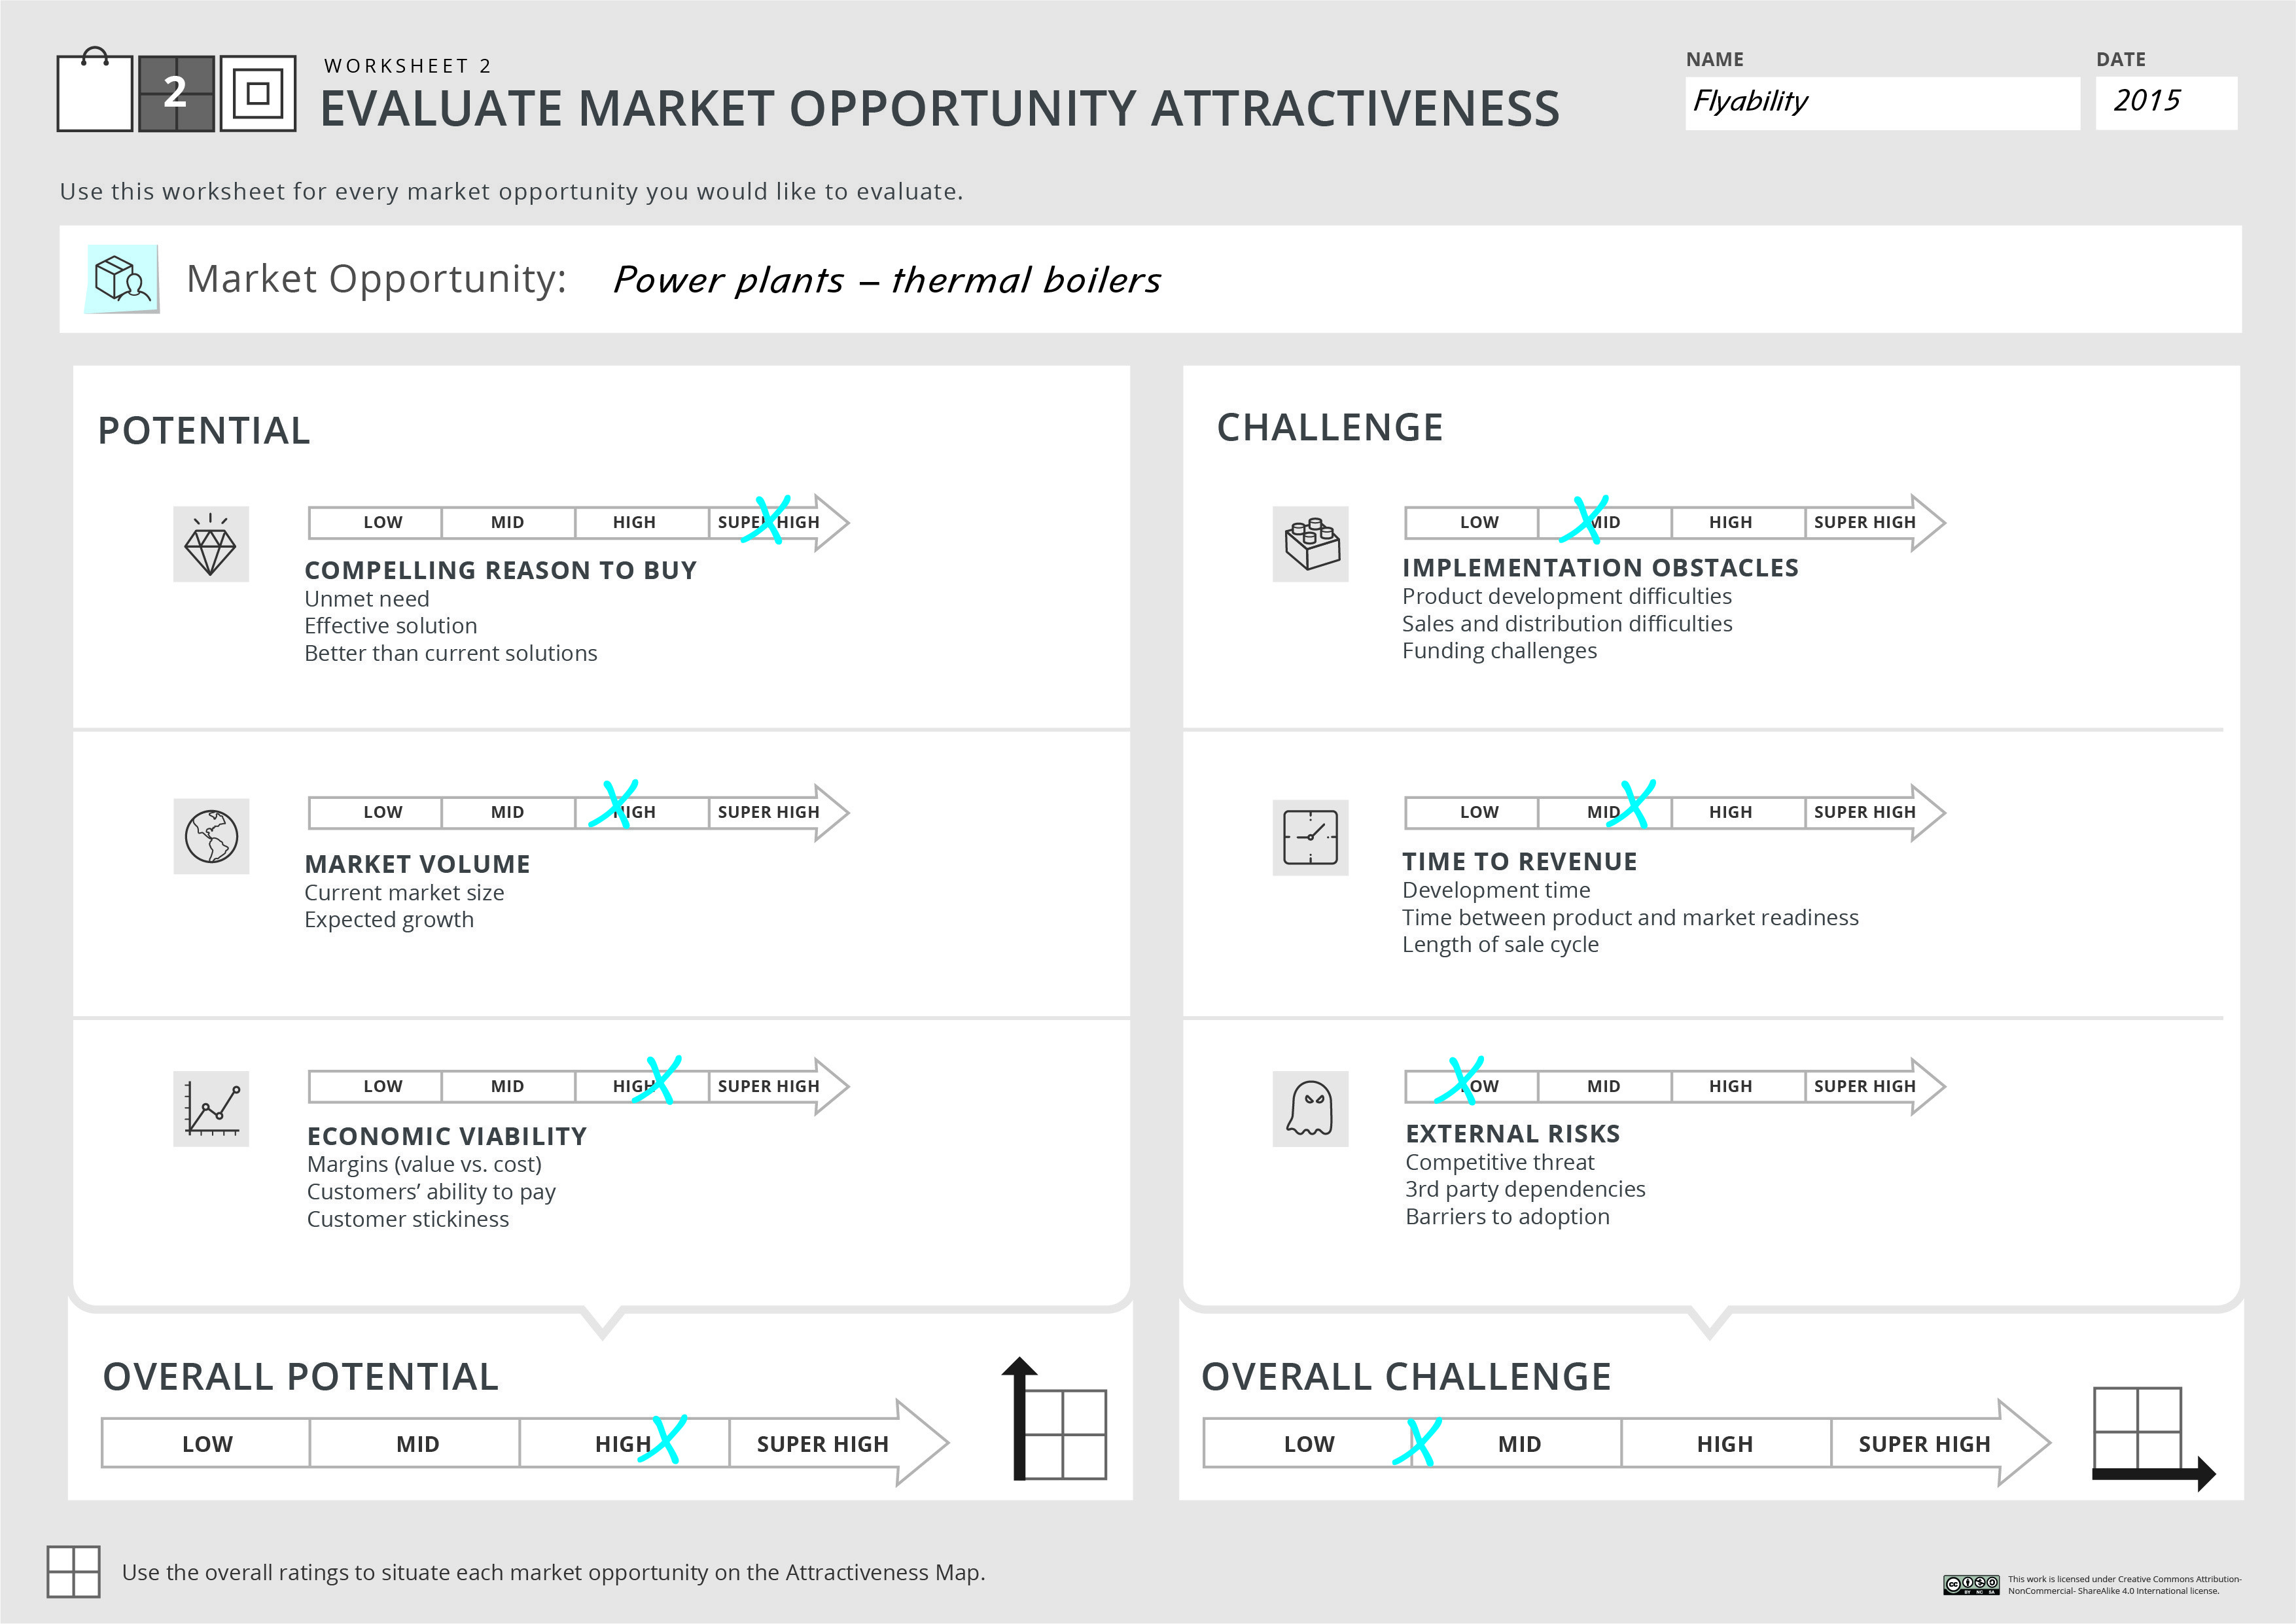 2
WORKSHEET 2
EVALUATE MARKET OPPORTUNITY ATTRACTIVENESS
NAME
Flyability
DATE
2015
Use this worksheet for every market opportunity you would like to evaluate.
Market Opportunity: Power plants – thermal boilers
POTENTIAL
LOW MID HIGH SUPER HIGH
COMPELLING REASON TO BUY
Unmet need
Effective solution
Better than current solutions
LOW MID HIGH SUPER HIGH
MARKET VOLUME
Current market size
Expected growth
LOW MID HIGH SUPER HIGH
ECONOMIC VIABILITY
Margins (value vs. cost)
Customers’ ability to pay
Customer stickiness
OVERALL POTENTIAL
LOW MID HIGH SUPER HIGH
CHALLENGE
LOW MID HIGH SUPER HIGH
IMPLEMENTATION OBSTACLES
Product development difficulties
Sales and distribution difficulties
Funding challenges
LOW MID HIGH SUPER HIGH
TIME TO REVENUE
Development time
Time between product and market readiness
Length of sale cycle
LOW MID HIGH SUPER HIGH
EXTERNAL RISKS
Competitive threat
3rd party dependencies
Barriers to adoption
OVERALL CHALLENGE
LOW MID HIGH SUPER HIGH
Use the overall ratings to situate each market opportunity on the Attractiveness Map.
cc BY NC SA
This work is licensed under Creative Commons Attribution-
NonCommercial- ShareAlike 4.0 International license.